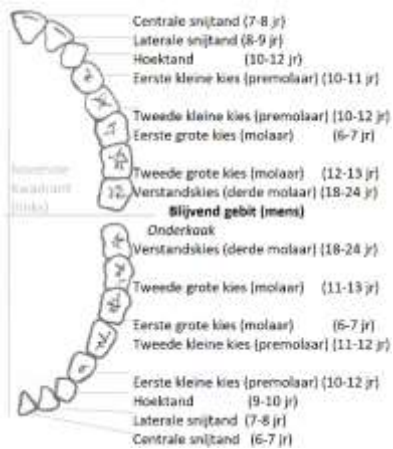 Centrale snijtand (7-8 jr)
Laterale snijtand (8-9 jr)
Hoektand (10-12 jr)
Eerste kleine kies (premolaar) (10-11 jr)
Tweede kleine kies (premolaar) (10-12 jr)
Eerste grote kies (molaar) (6-7 jr)
Tweede grote kies (molaar) (12-13 jr)
Verstandskies (derde molaar) (18-24 jr)
kwadrant
(links)
Blijvend gebit (mens)
Onderkaak
Verstandskies (derde molaar) (18-24 jr)
Tweede grote kies (molaar) (11-13 jr)
Eerste grote kies (molaar) (6-7 jr)
Tweede kleine kies (premolaar) (11-12 jr)
Eerste kleine kies (premolaar) (10-12 jr)
Hoektand (9-10 jr)
Laterale snijtand (7-8 jr)
Centrale snijtand (6-7 jr)